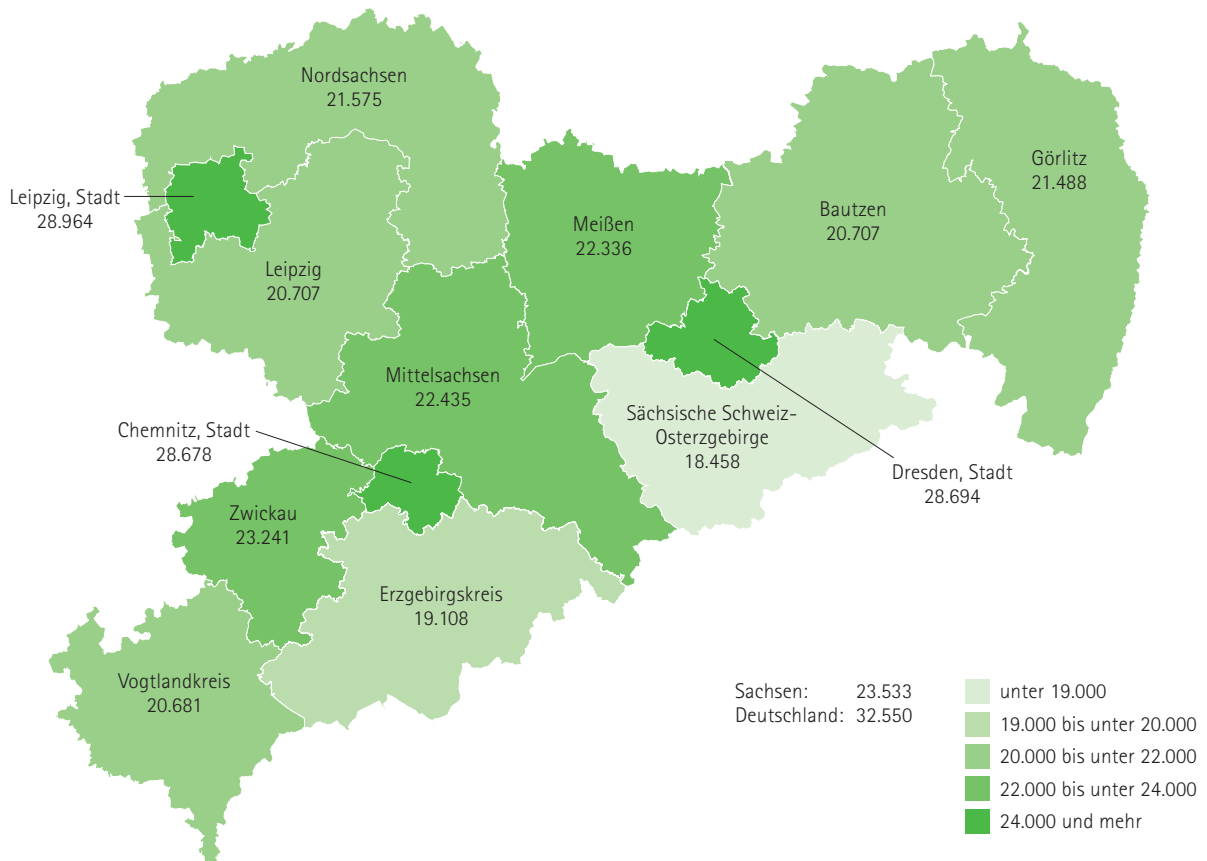 Nordsachsen
21.575
Görlitz
21.488
Leipzig, Stadt
28.964
Meißen
22.336
Bautzen
20.707
Leipzig
20.707
Mittelsachsen
22.435
Sächsische Schweiz-
Osterzgebirge
18.458
Chemnitz, Stadt
28.678
Dresden, Stadt
28.694
Zwickau
23.241
Erzgebirgskreis
19.108
Vogtlandkreis
20.681
Sachsen: 23.533
Deutschland: 32.550
unter 19.000
19.000 bis unter 20.000
20.000 bis unter 22.000
22.000 bis unter 24.000
24.000 und mehr